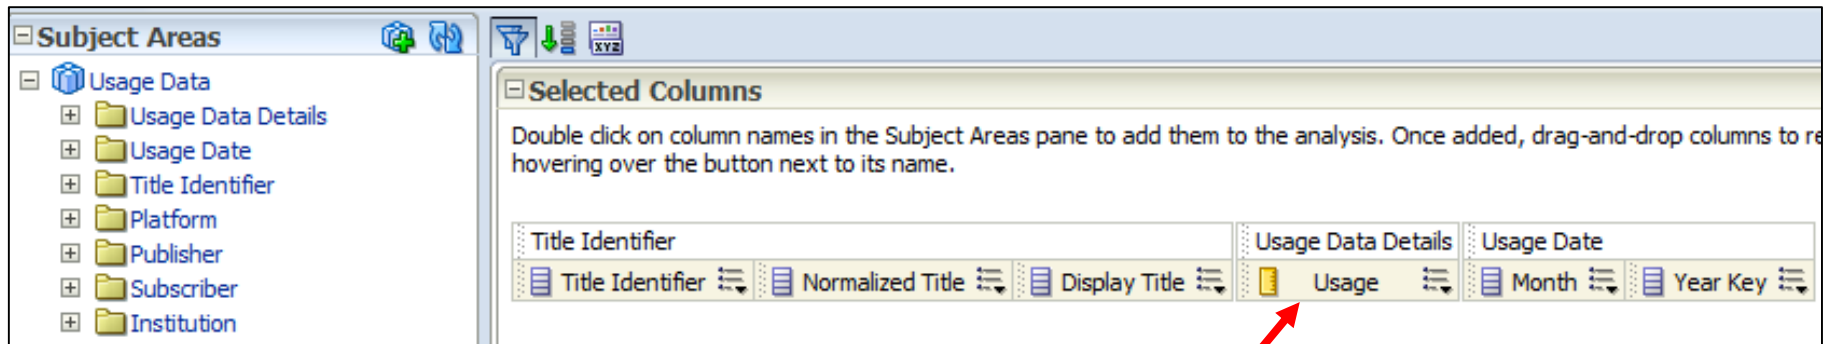 Subject Areas
Usage Data
Usage Data Details
Usage Date
Title Identifier
Platform
Publisher
Subscriber
Institution
XYZ
Selected Columns
Double click on column names in the Subject Areas pane to add them to the analysis. Once added, drag-and-drop columns to re
hovering over the button next to its name.
Title Identifier Usage Data Details Usage Date
Title Identifier Normalized Title Display Title Usage Month Year Key